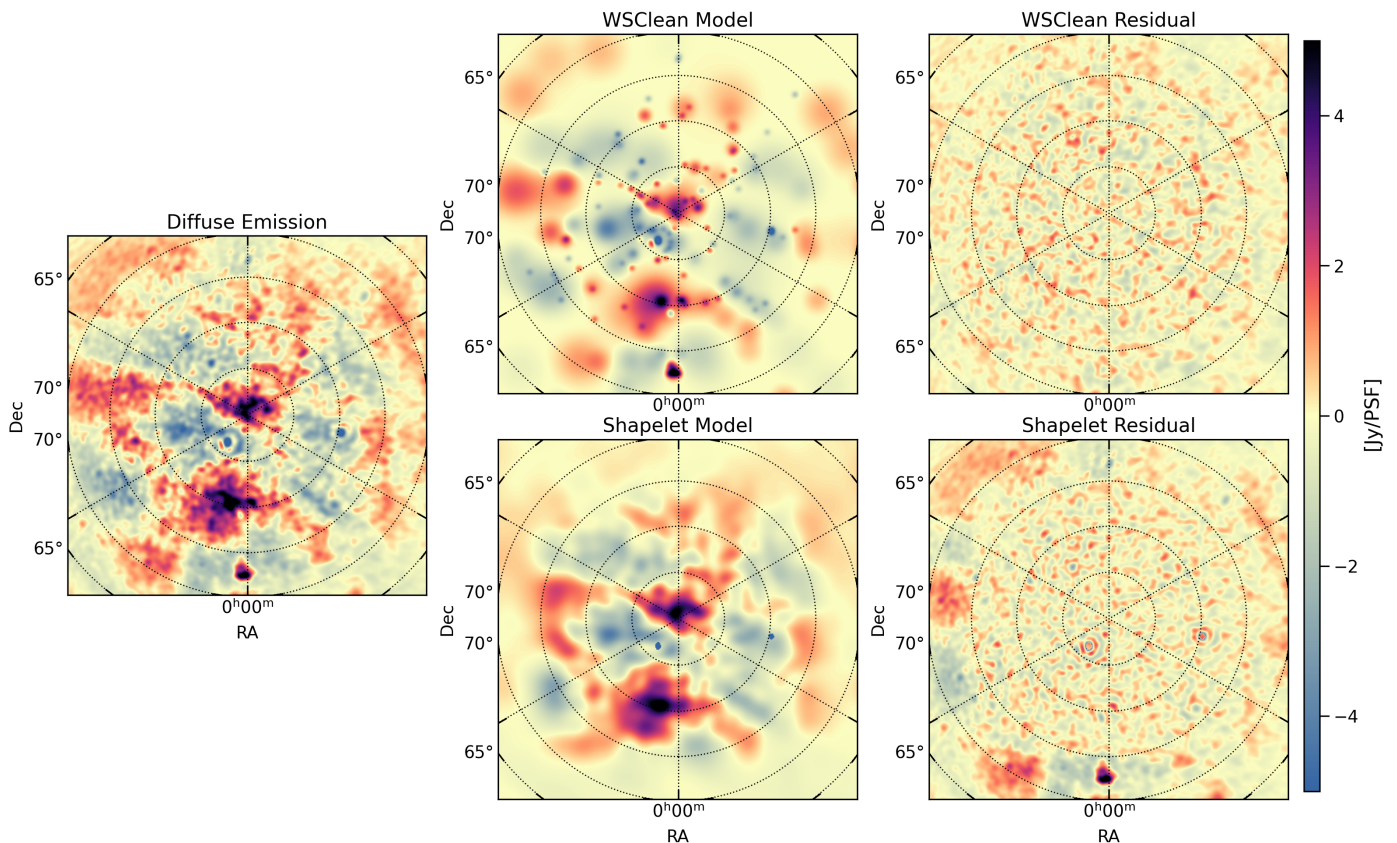 WSClean Model
WSClean Residual
65°
70°
70°
65°
Dec
0ʰ00ᵐ
Dec
Diffuse Emission
65°
70°
70°
65°
Dec
0ʰ00ᵐ
RA
Shapelet Model
Shapelet Residual
65°
70°
70°
65°
Dec
0ʰ00ᵐ
RA
65°
70°
70°
65°
Dec
0ʰ00ᵐ
RA
65°
70°
70°
65°
0ʰ00ᵐ
4
2
0
−2
−4
[Jy/PSF]